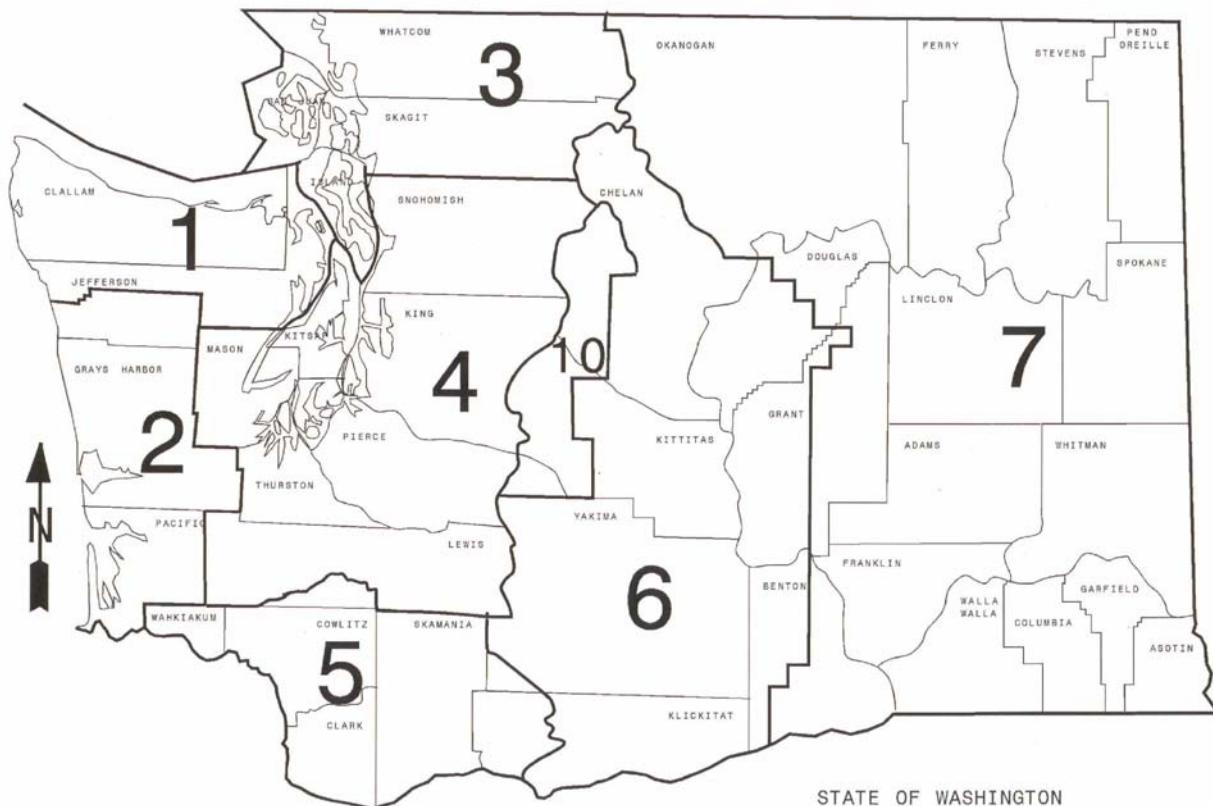 WHATCOM
3
OKANOGAN
FERRY
STEVENS
PEND
OREILLE
SAN JUAN
SKAGIT
CLALLAM
ISLAND
SNOHOMISH
CHELAN
1
DOUGLAS
SPOKANE
JEFFERSON
LINCLON
KING
KITSAP
MASON
10
7
GRAYS HARBOR
4
GRANT
2
PIERCE
KITTITAS
ADAMS
WHITMAN
THURSTON
N
PACIFIC
YAKIMA
LEWIS
FRANKLIN
BENTON
6
WALLA
WALLA
GARFIELD
WAHKIAKUM
COWLITZ
SKAMANIA
COLUMBIA
5
ASOTIN
CLARK
KLICKITAT
STATE OF WASHINGTON